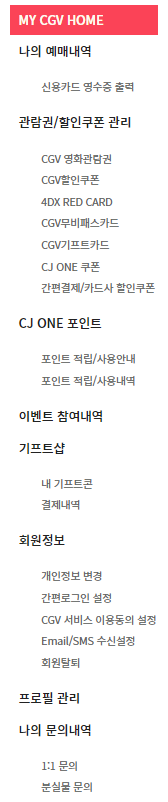 MY CGV HOME
나의 예매내역
신용카드 영수증 출력
관람권/할인쿠폰 관리
CGV 영화관람권
CGV할인쿠폰
4DX RED CARD
CGV무비패스카드
CGV기프트카드
CJ ONE 쿠폰
간편결제/카드사 할인쿠폰
CJ ONE 포인트
포인트 적립/사용안내
포인트 적립/사용내역
이벤트 참여내역
기프트샵
내 기프트콘
결제내역
회원정보
개인정보 변경
간편로그인 설정
CGV 서비스 이용동의 설정
Email/SMS 수신설정
회원탈퇴
프로필 관리
나의 문의내역
1:1 문의
분실물 문의